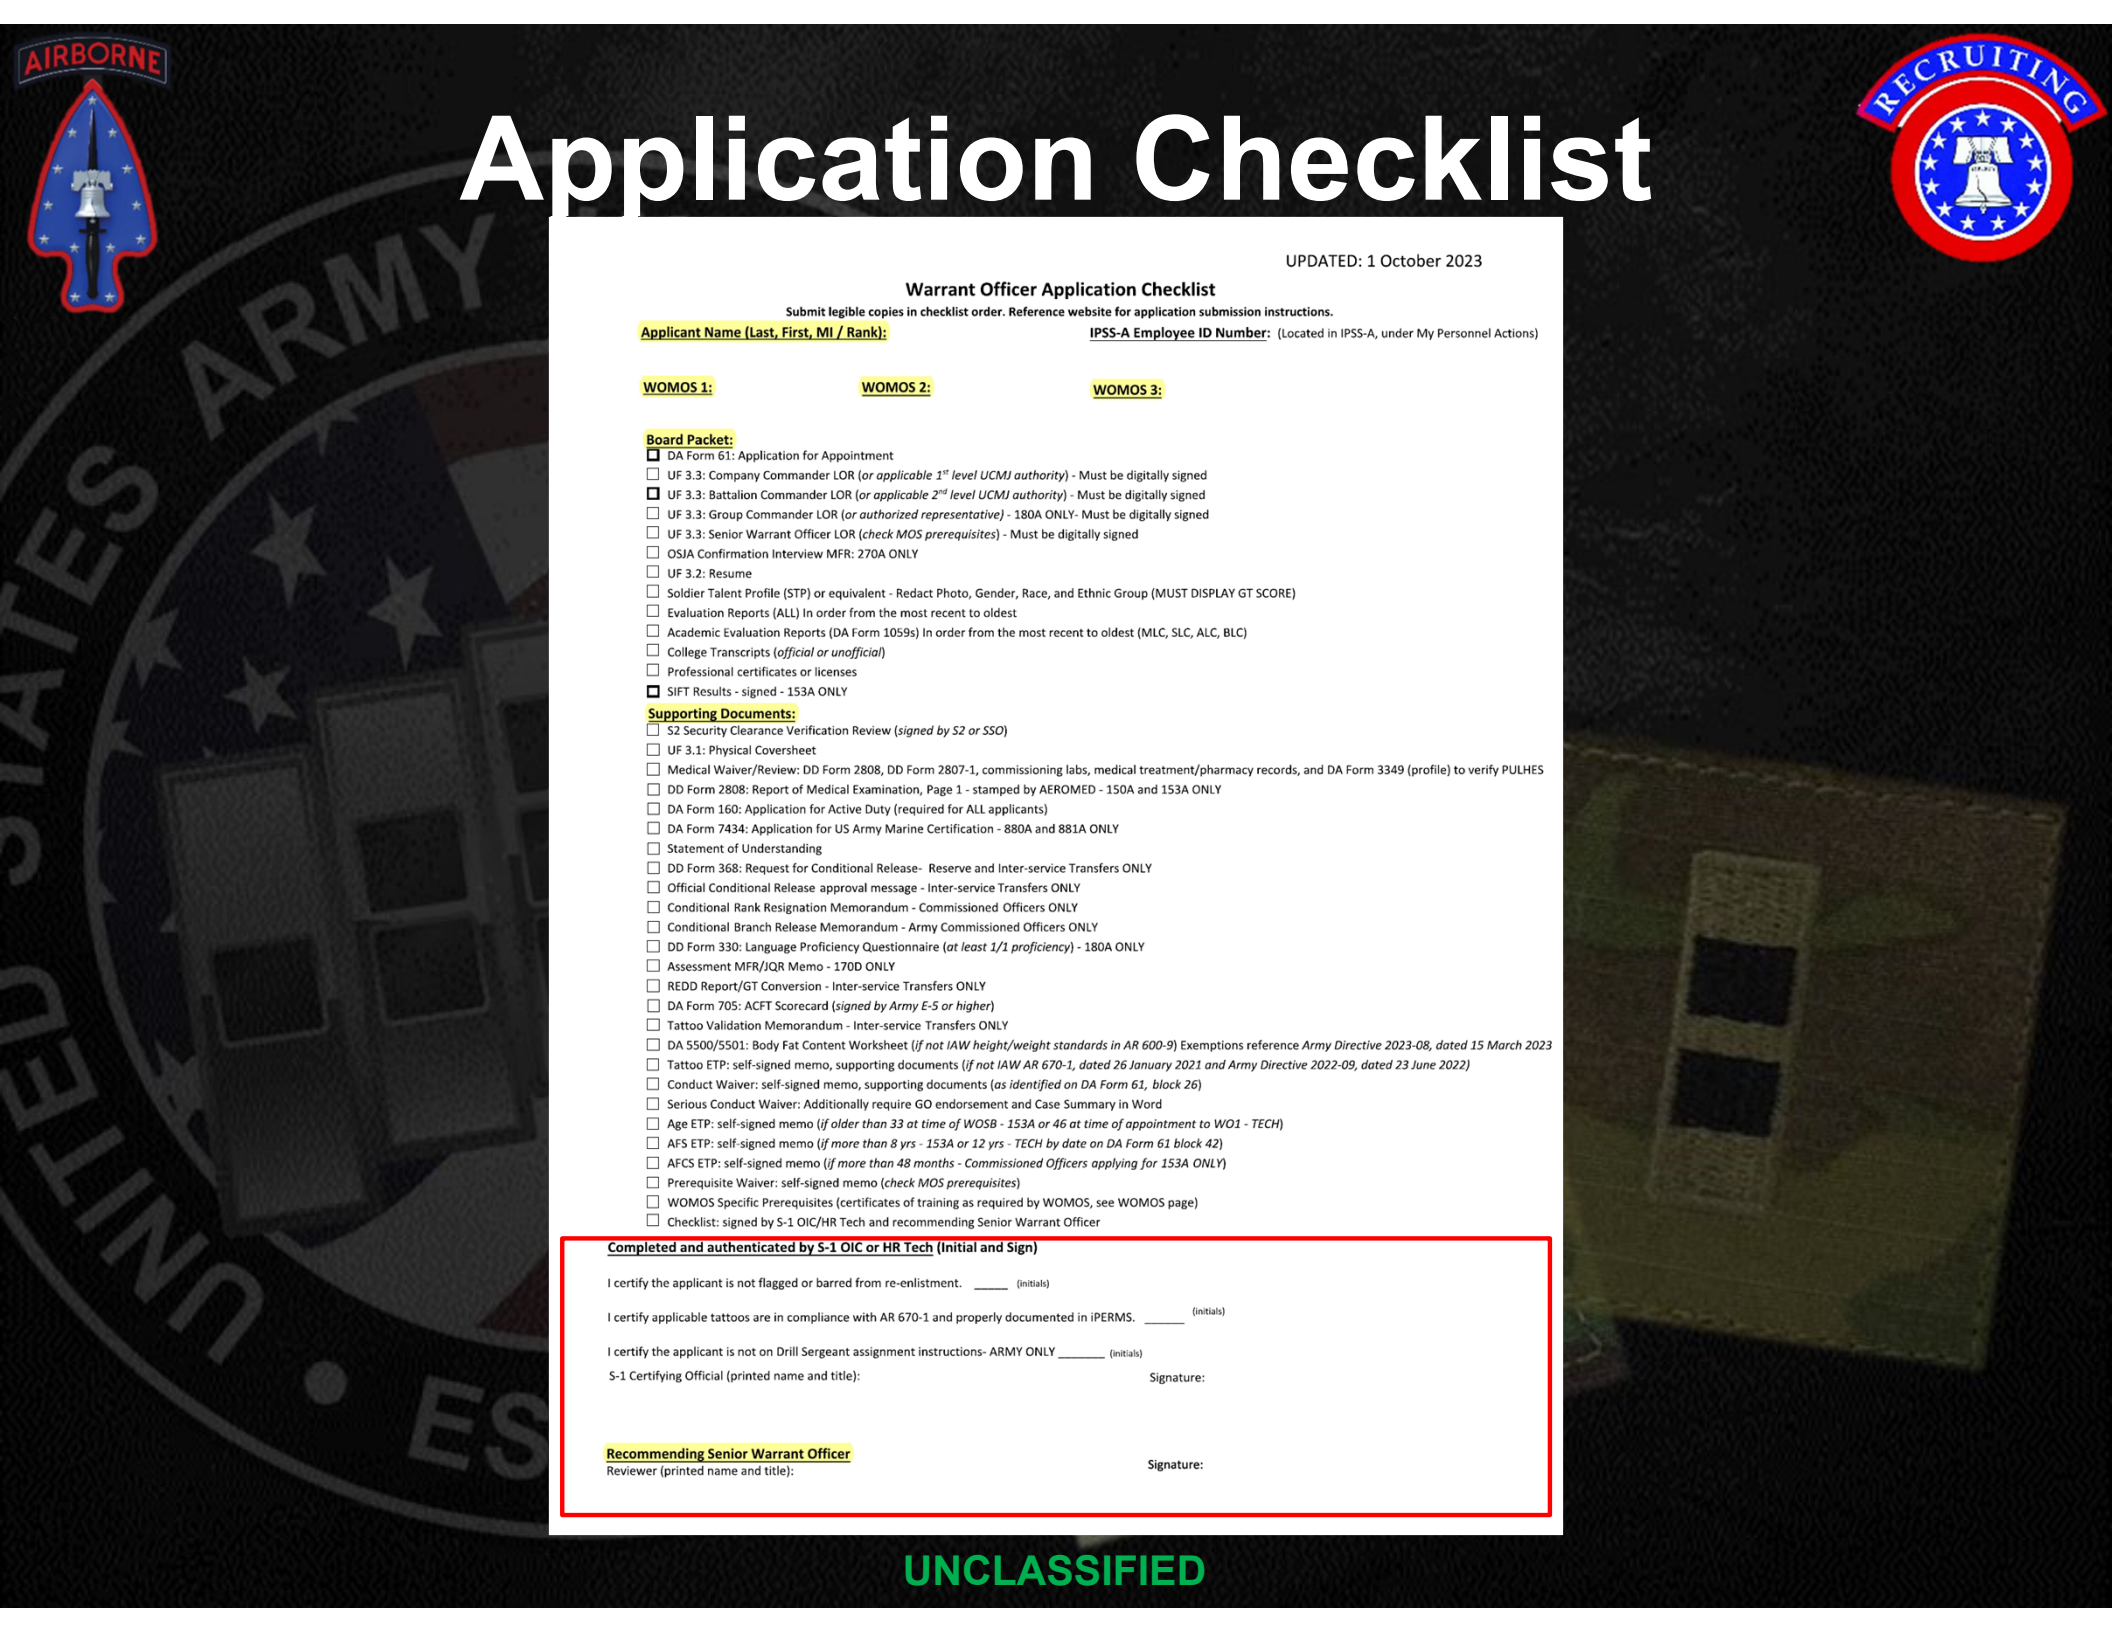 AIRBORNE
RECRUITING
Application Checklist
UNITED STATES ARMY
ES
UPDATED: 1 October 2023
Warrant Officer Application Checklist
Submit legible copies in checklist order. Reference website for application submission instructions.
Applicant Name (Last, First, MI / Rank): IPSS-A Employee ID Number: (Located in IPSS-A, under My Personnel Actions)
WOMOS 1: WOMOS 2: WOMOS 3:
Board Packet:
☐ DA Form 61: Application for Appointment
☐ UF 3.3: Company Commander LOR (or applicable 1st level UCMJ authority) - Must be digitally signed
☐ UF 3.3: Battalion Commander LOR (or applicable 2nd level UCMJ authority) - Must be digitally signed
☐ UF 3.3: Group Commander LOR (or authorized representative) - 180A ONLY- Must be digitally signed
☐ UF 3.3: Senior Warrant Officer LOR (check MOS prerequisites) - Must be digitally signed
☐ OSJA Confirmation Interview MFR: 270A ONLY
☐ UF 3.2: Resume
☐ Soldier Talent Profile (STP) or equivalent - Redact Photo, Gender, Race, and Ethnic Group (MUST DISPLAY GT SCORE)
☐ Evaluation Reports (ALL) In order from the most recent to oldest
☐ Academic Evaluation Reports (DA Form 1059s) In order from the most recent to oldest (MLC, SLC, ALC, BLC)
☐ College Transcripts (official or unofficial)
☐ Professional certificates or licenses
☐ SIFT Results - signed - 153A ONLY
Supporting Documents:
☐ S2 Security Clearance Verification Review (signed by S2 or SSO)
☐ UF 3.1: Physical Coversheet
☐ Medical Waiver/Review: DD Form 2808, DD Form 2807-1, commissioning labs, medical treatment/pharmacy records, and DA Form 3349 (profile) to verify PULHES
☐ DD Form 2808: Report of Medical Examination, Page 1 - stamped by AEROMED - 150A and 153A ONLY
☐ DA Form 160: Application for Active Duty (required for ALL applicants)
☐ DA Form 7434: Application for US Army Marine Certification - 880A and 881A ONLY
☐ Statement of Understanding
☐ DD Form 368: Request for Conditional Release- Reserve and Inter-service Transfers ONLY
☐ Official Conditional Release approval message - Inter-service Transfers ONLY
☐ Conditional Rank Resignation Memorandum - Commissioned Officers ONLY
☐ Conditional Branch Release Memorandum - Army Commissioned Officers ONLY
☐ DD Form 330: Language Proficiency Questionnaire (at least 1/1 proficiency) - 180A ONLY
☐ Assessment MFR/JQR Memo - 170D ONLY
☐ REDD Report/GT Conversion - Inter-service Transfers ONLY
☐ DA Form 705: ACFT Scorecard (signed by Army E-5 or higher)
☐ Tattoo Validation Memorandum - Inter-service Transfers ONLY
☐ DA 5500/5501: Body Fat Content Worksheet (if not IAW height/weight standards in AR 600-9) Exemptions reference Army Directive 2023-08, dated 15 March 2023
☐ Tattoo ETP: self-signed memo, supporting documents (if not IAW AR 670-1, dated 26 January 2021 and Army Directive 2022-09, dated 23 June 2022)
☐ Conduct Waiver: self-signed memo, supporting documents (as identified on DA Form 61, block 26)
☐ Serious Conduct Waiver: Additionally require GO endorsement and Case Summary in Word
☐ Age ETP: self-signed memo (if older than 33 at time of WOSB - 153A or 46 at time of appointment to WO1 - TECH)
☐ AFS ETP: self-signed memo (if more than 8 yrs - 153A or 12 yrs - TECH by date on DA Form 61 block 42)
☐ AFCS ETP: self-signed memo (if more than 48 months - Commissioned Officers applying for 153A ONLY)
☐ Prerequisite Waiver: self-signed memo (check MOS prerequisites)
☐ WOMOS Specific Prerequisites (certificates of training as required by WOMOS, see WOMOS page)
☐ Checklist: signed by S-1 OIC/HR Tech and recommending Senior Warrant Officer
Completed and authenticated by S-1 OIC or HR Tech (Initial and Sign)
I certify the applicant is not flagged or barred from re-enlistment. _____ (initials)
I certify applicable tattoos are in compliance with AR 670-1 and properly documented in iPERMS. ______ (initials)
I certify the applicant is not on Drill Sergeant assignment instructions- ARMY ONLY _______ (initials)
S-1 Certifying Official (printed name and title): Signature:
Recommending Senior Warrant Officer
Reviewer (printed name and title): Signature:
UNCLASSIFIED